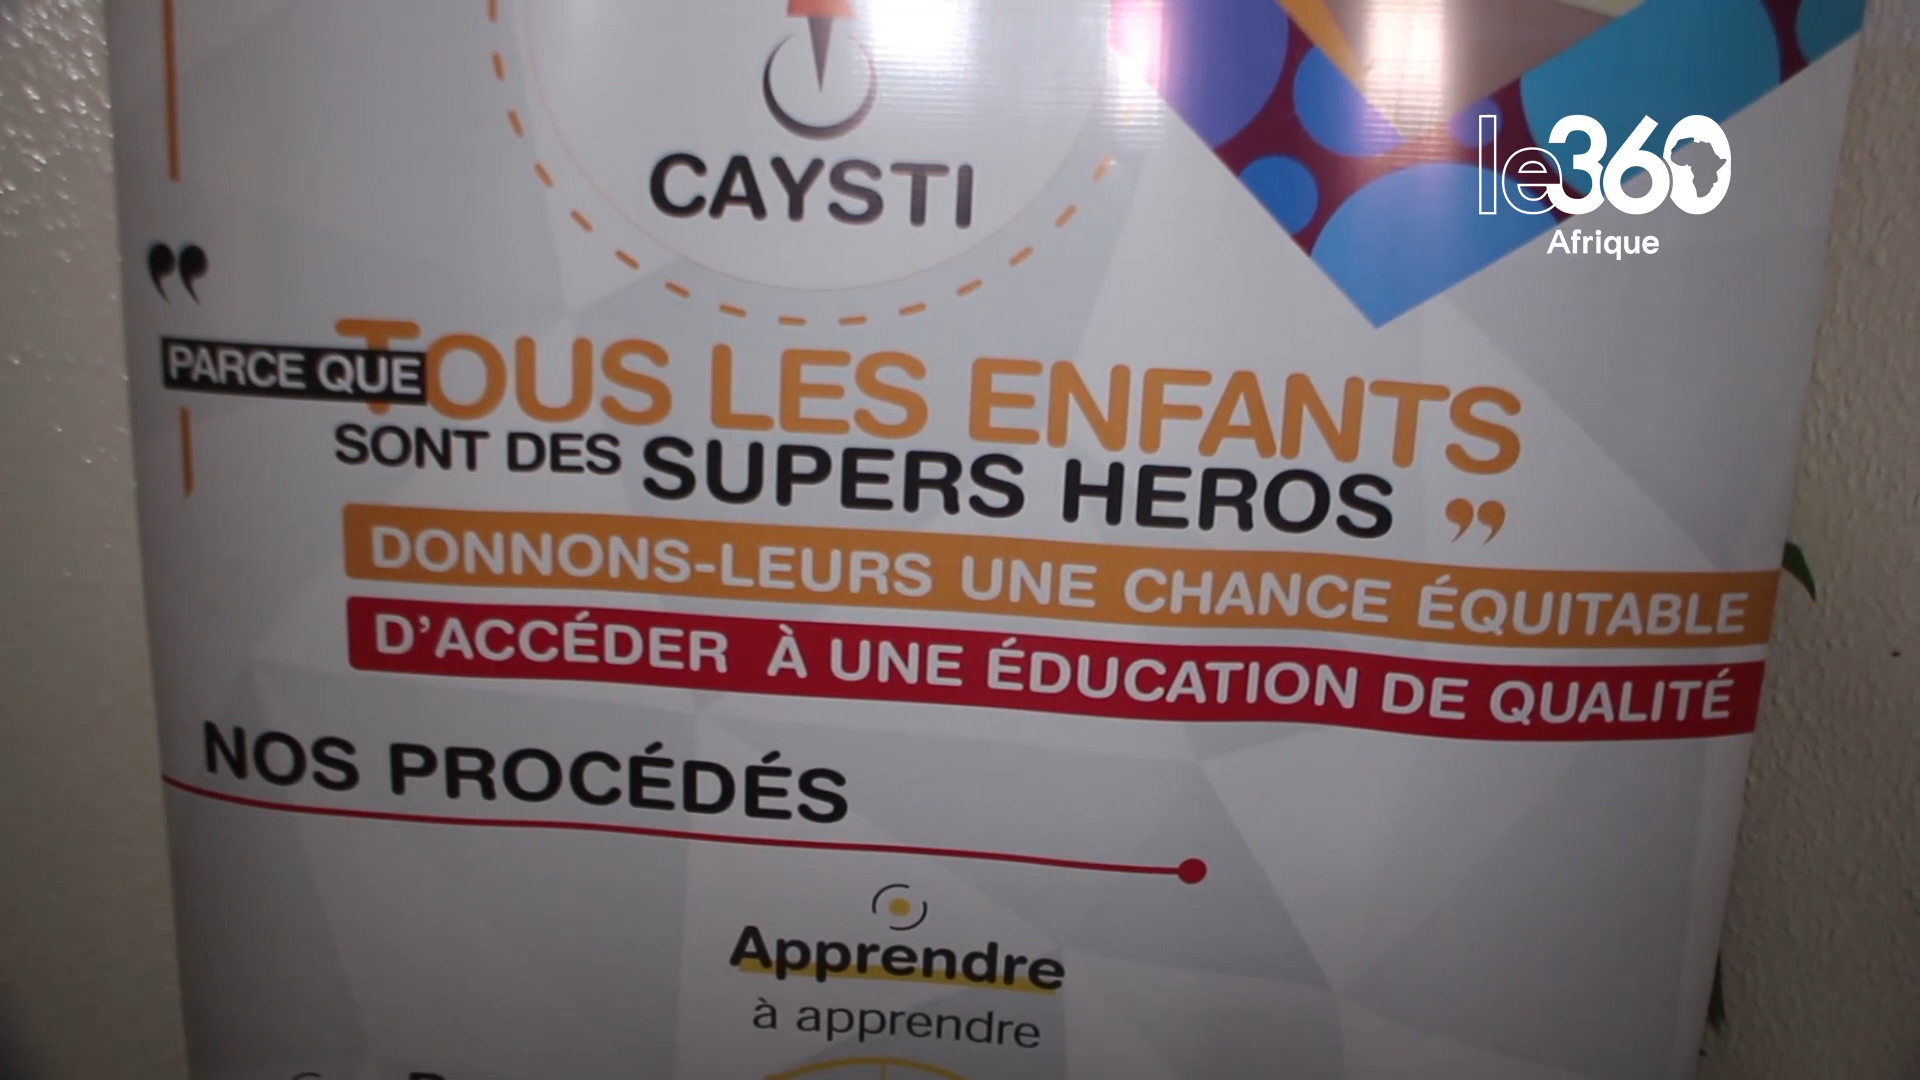 CAYSTI
le360
Afrique
"
PARCE QUE TOUS LES ENFANTS
SONT DES SUPERS HEROS "
DONNONS-LEURS UNE CHANCE ÉQUITABLE
D'ACCÉDER À UNE ÉDUCATION DE QUALITÉ
NOS PROCÉDÉS
Apprendre
à apprendre